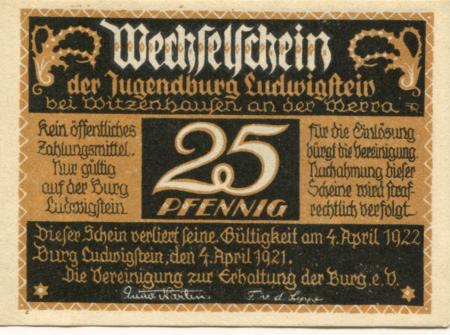 Wechselschein
der Jugendburg Ludwigstein
bei Witzenhausen an der Werra
Kein öffentliches
Zahlungsmittel.
Nur gültig
auf der Burg
Ludwigstein.
25
PFENNIG
für die Einlösung
bürgt die Vereinigung.
Nachahmung dieser
Scheine wird straf-
rechtlich verfolgt.
Dieser Schein verliert seine Gültigkeit am 4. April 1922
Burg Ludwigstein, den 4. April 1921.
Die Vereinigung zur Erhaltung der Burg. e.V.